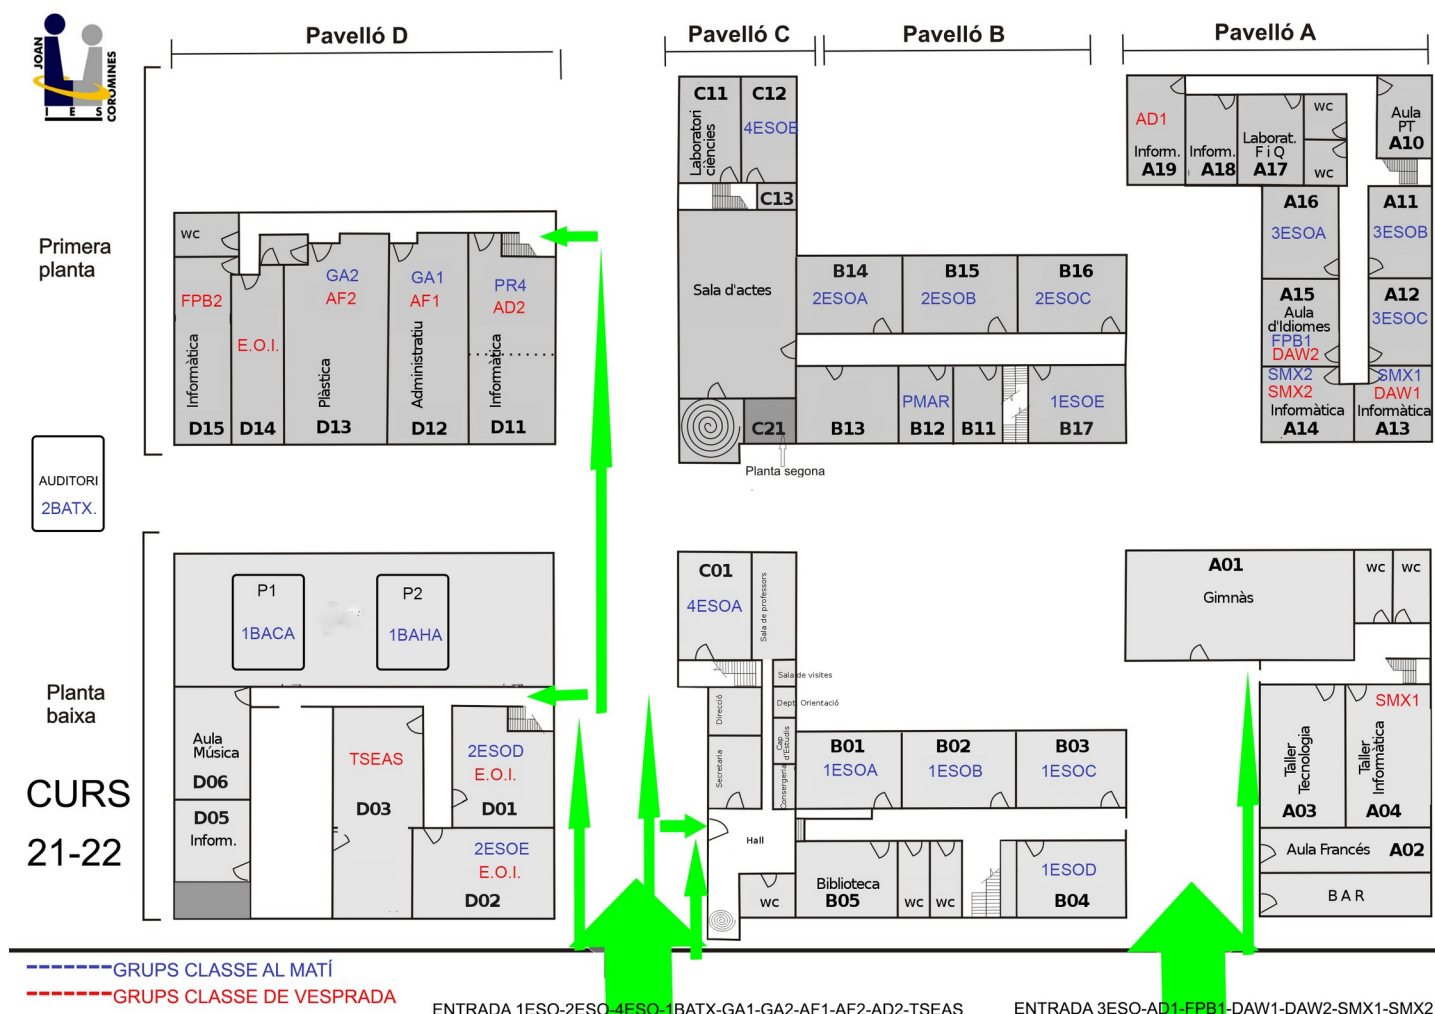 JOAN
COROMINES
I E S
Pavelló D
Pavelló C
Pavelló B
Pavelló A
Primera
planta
wc
FPB2
Informàtica
D15
E.O.I.
D14
GA2
AF2
Plàstica
D13
GA1
AF1
Administratiu
D12
PR4
AD2
Informàtica
D11
C11
Laboratori
ciències
C12
4ESOB
C13
Sala d'actes
C21
Planta segona
B14
2ESOA
B15
2ESOB
B16
2ESOC
B13
PMAR
B12
B11
1ESOE
B17
AD1
Inform.
A19
Inform.
A18
Laborat.
F i Q
A17
wc
wc
Aula
PT
A10
A16
3ESOA
A11
3ESOB
A15
Aula
d'Idiomes
FPB1
DAW2
A12
3ESOC
SMX2
SMX2
Informàtica
A14
SMX1
DAW1
Informàtica
A13
AUDITORI
2BATX.
Planta
baixa
CURS
21-22
P1
1BACA
P2
1BAHA
Aula
Música
D06
D05
Inform.
TSEAS
D03
2ESOD
E.O.I.
D01
2ESOE
E.O.I.
D02
C01
4ESOA
Sala de professors
Sala de visites
Dept. Orientació
Direcció
Cap
d'Estudis
Secretaria
Consergeria
Hall
wc
B01
1ESOA
B02
1ESOB
B03
1ESOC
Biblioteca
B05
wc
wc
1ESOD
B04
A01
Gimnàs
wc
wc
Taller
Tecnologia
A03
SMX1
Taller
Informàtica
A04
Aula Francés A02
BAR
GRUPS CLASSE AL MATÍ
GRUPS CLASSE DE VESPRADA
ENTRADA 1ESO-2ESO-4ESO-1BATX-GA1-GA2-AF1-AF2-AD2-TSEAS
ENTRADA 3ESO-AD1-FPB1-DAW1-DAW2-SMX1-SMX2